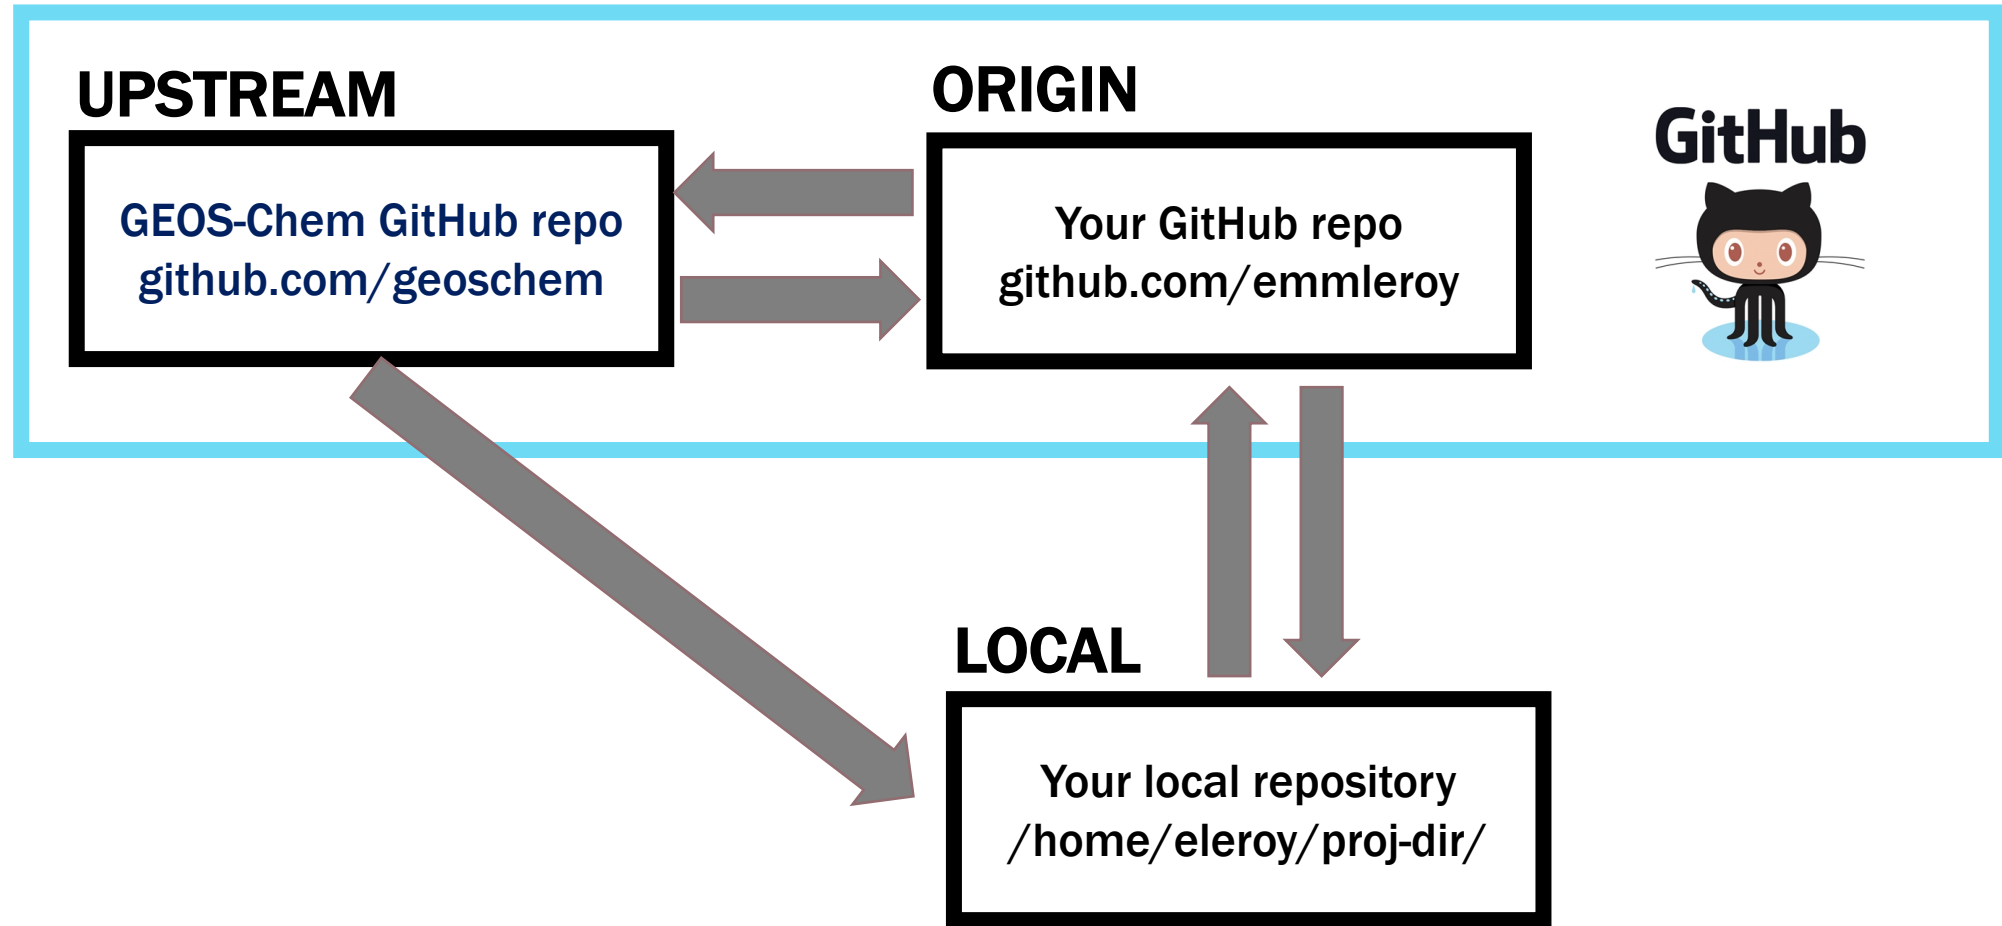 UPSTREAM
GEOS-Chem GitHub repo
github.com/geoschem
ORIGIN
Your GitHub repo
github.com/emmleroy
GitHub
LOCAL
Your local repository
/home/eleroy/proj-dir/